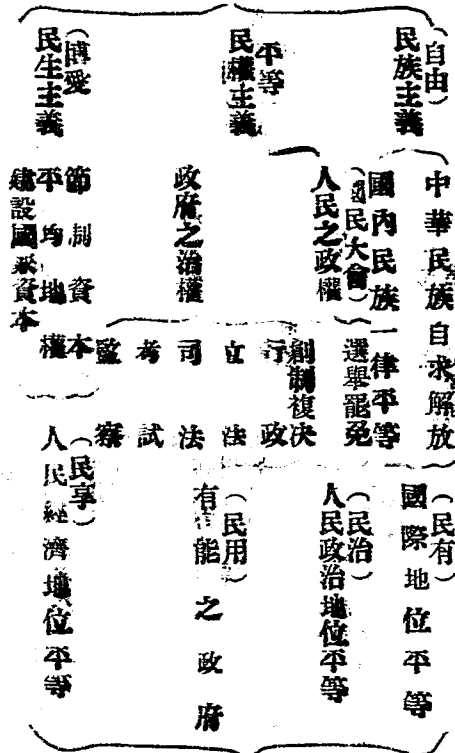 （自由）
民族主義
平等
民權主義
（博愛
民生主義
中華民族自求解放
國內民族一律平等
（國民大會）
人民之政權
政府之治權
節制資本
平均地權
建設國家資本
選舉罷免
創制複決
行政
立法
司法
考試
監察
（民有）
國際地位平等
（民治）
人民政治地位平等
（民用）
有能之政府
（民享）
人民經濟地位平等